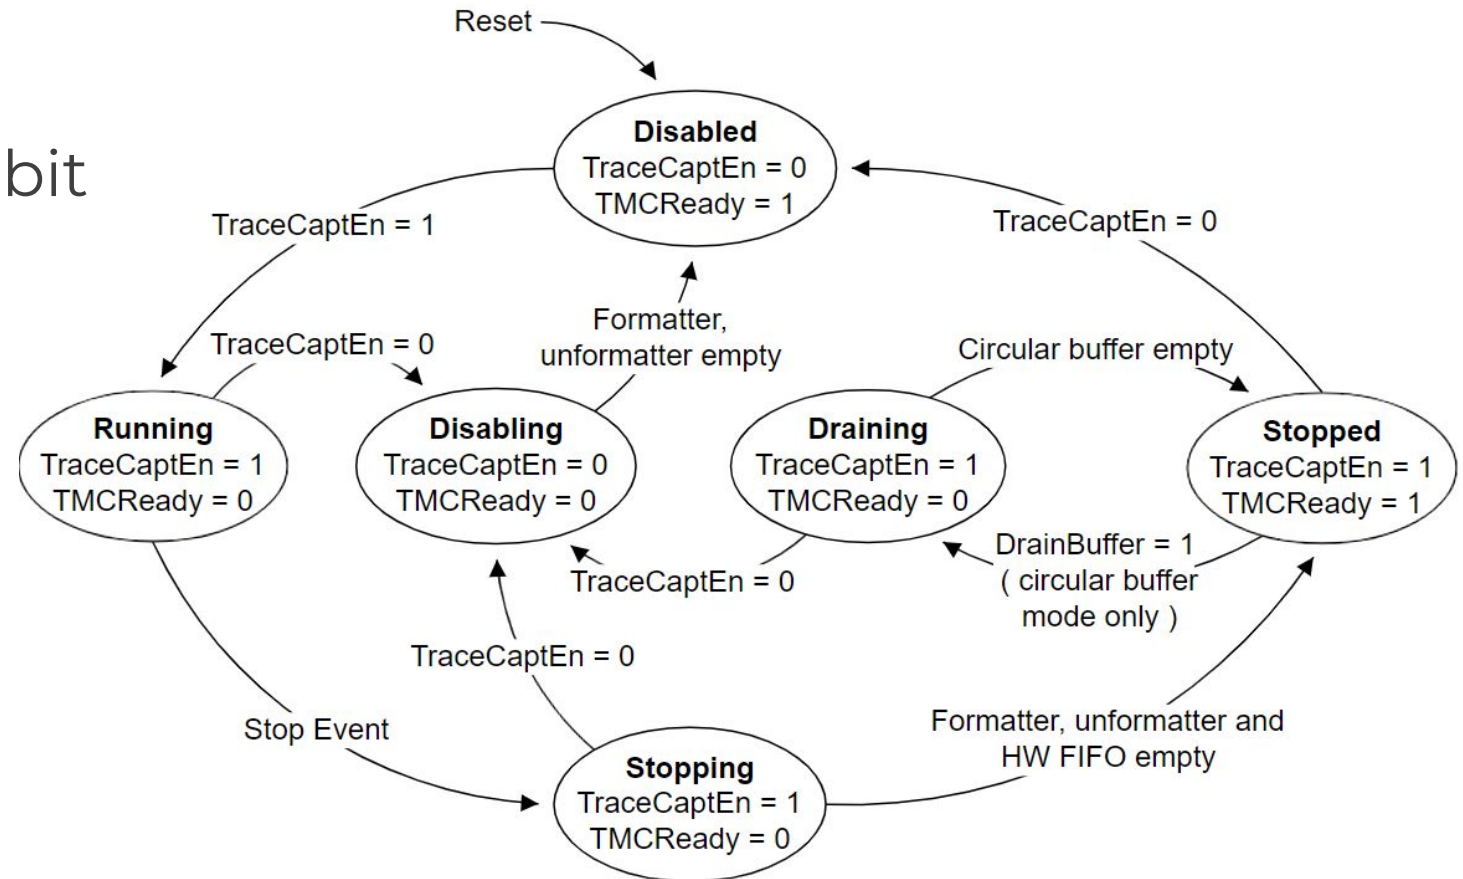 Reset
bit
Disabled
TraceCaptEn = 0
TMCReady = 1
TraceCaptEn = 1
TraceCaptEn = 0
TraceCaptEn = 0
Formatter,
unformatter empty
Circular buffer empty
Running
TraceCaptEn = 1
TMCReady = 0
Disabling
TraceCaptEn = 0
TMCReady = 0
Draining
TraceCaptEn = 1
TMCReady = 0
Stopped
TraceCaptEn = 1
TMCReady = 1
TraceCaptEn = 0
DrainBuffer = 1
( circular buffer
mode only )
TraceCaptEn = 0
Stop Event
Formatter, unformatter and
HW FIFO empty
Stopping
TraceCaptEn = 1
TMCReady = 0